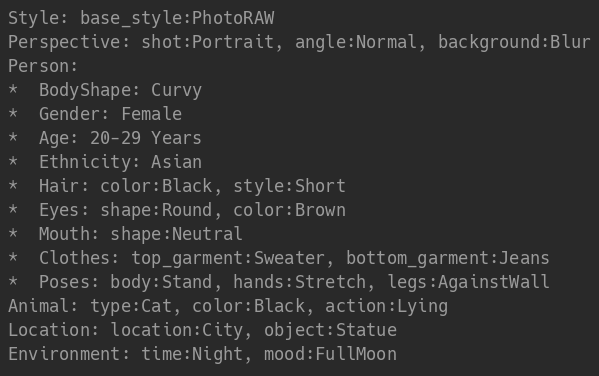 Style: base_style:PhotoRAW
Perspective: shot:Portrait, angle:Normal, background:Blur
Person:
*  BodyShape: Curvy
*  Gender: Female
*  Age: 20-29 Years
*  Ethnicity: Asian
*  Hair: color:Black, style:Short
*  Eyes: shape:Round, color:Brown
*  Mouth: shape:Neutral
*  Clothes: top_garment:Sweater, bottom_garment:Jeans
*  Poses: body:Stand, hands:Stretch, legs:AgainstWall
Animal: type:Cat, color:Black, action:Lying
Location: location:City, object:Statue
Environment: time:Night, mood:FullMoon